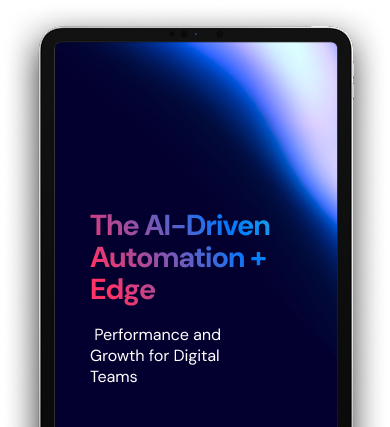 The AI-Driven
Automation +
Edge
Performance and
Growth for Digital
Teams